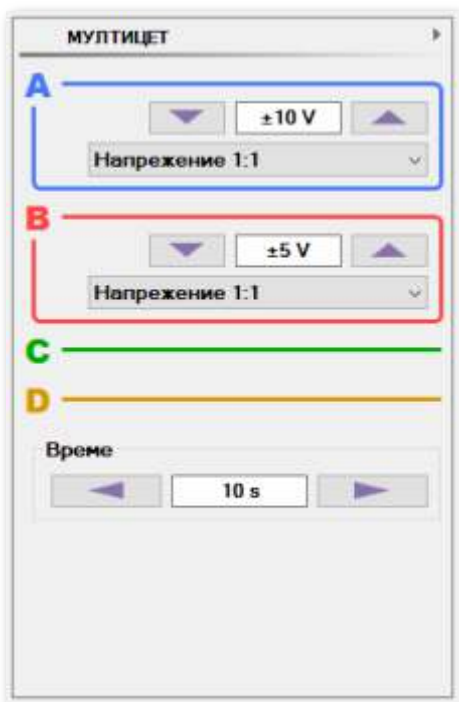 МУЛТИЦЕТ
A
±10 V
Напрежение 1:1
B
±5 V
Напрежение 1:1
C
D
Време
10 s